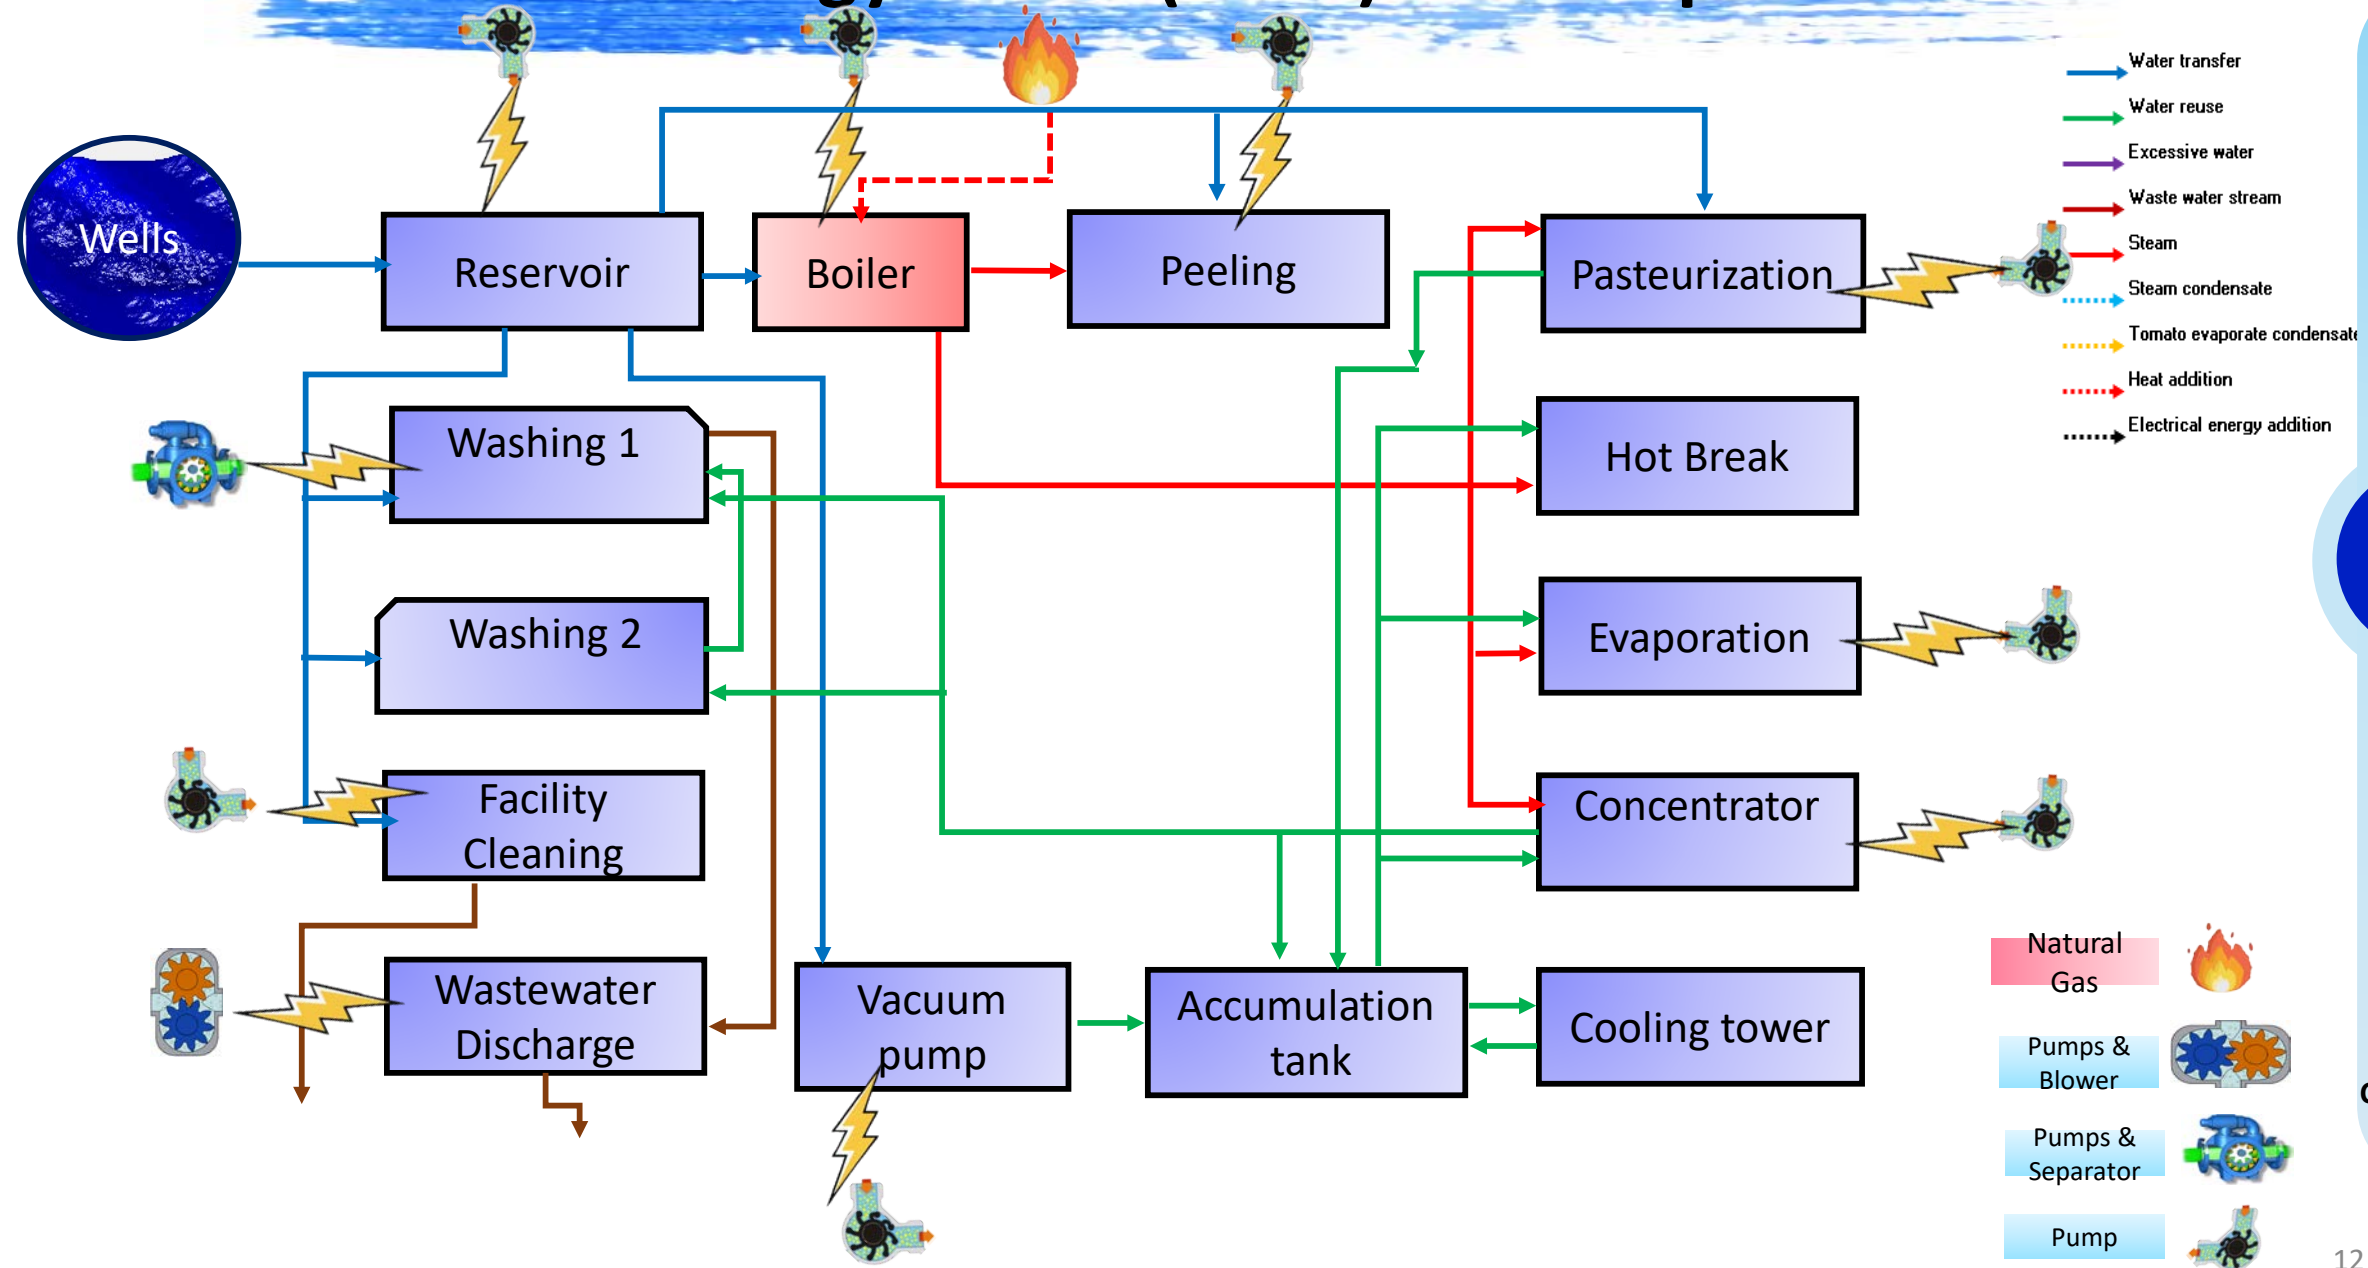 Wells
Reservoir
Boiler
Peeling
Pasteurization
Washing 1
Hot Break
Washing 2
Evaporation
Facility
Cleaning
Concentrator
Wastewater
Discharge
Vacuum
pump
Accumulation
tank
Cooling tower
Water transfer
Water reuse
Excessive water
Waste water stream
Steam
Steam condensate
Tomato evaporate condensate
Heat addition
Electrical energy addition
Natural
Gas
Pumps &
Blower
Pumps &
Separator
Pump
12